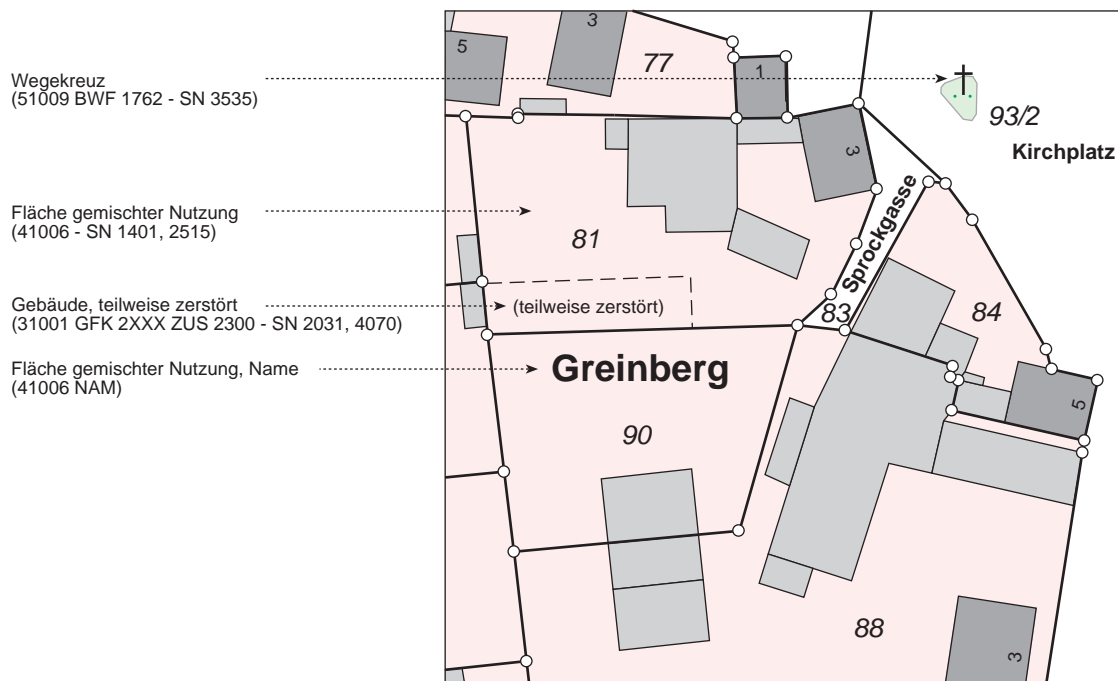 Wegekreuz
(51009 BWF 1762 - SN 3535)
Fläche gemischter Nutzung
(41006 - SN 1401, 2515)
Gebäude, teilweise zerstört
(31001 GFK 2XXX ZUS 2300 - SN 2031, 4070)
Fläche gemischter Nutzung, Name
(41006 NAM)
3
5
77
1
93/2
Kirchplatz
3
Sprockgasse
81
(teilweise zerstört)
83
84
Greinberg
5
90
88
3